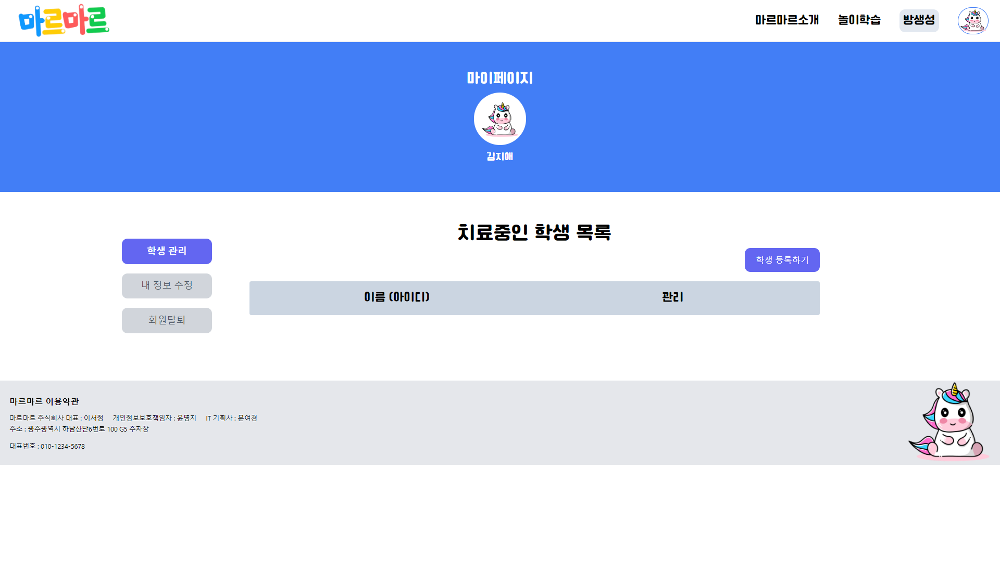 마르마르
마르마르소개 놀이학습 방생성
마이페이지
김지애
치료중인 학생 목록
학생 관리
학생 등록하기
내 정보 수정
이름 (아이디) 관리
회원탈퇴
마르마르 이용약관
마르마르 주식회사 대표 : 이서정 개인정보보호책임자 : 윤명지 IT 기획사 : 문여경
주소 : 광주광역시 하남산단6번로 100 G5 주차장
대표번호 : 010-1234-5678